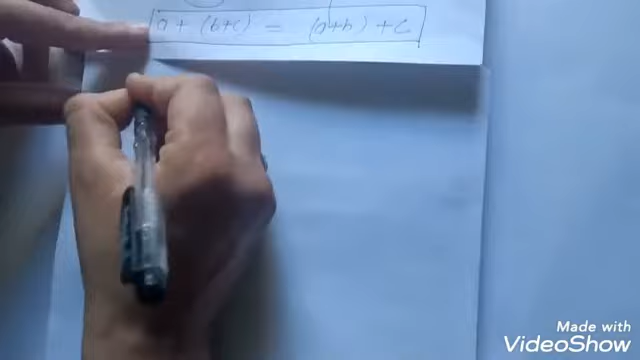 a + (b+c) = (a+b) + c
Made with
VideoShow